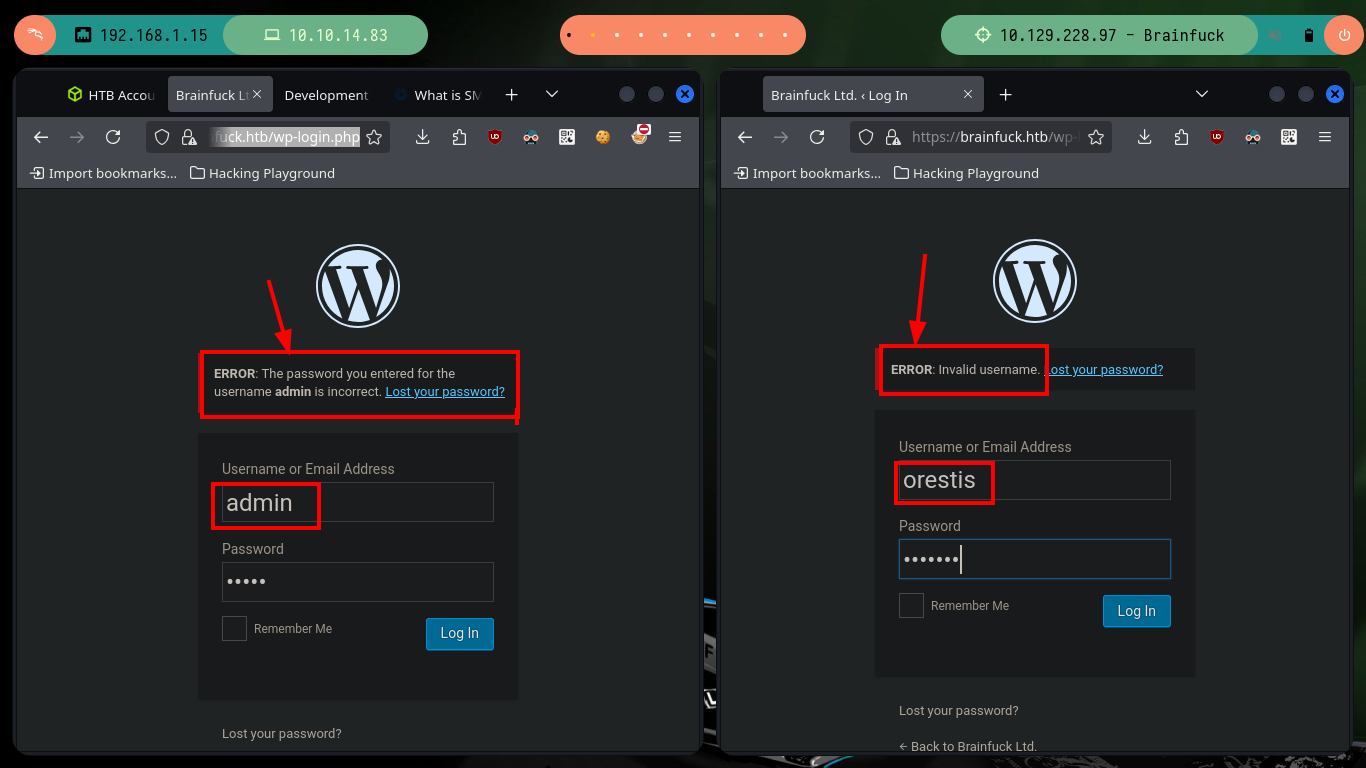 192.168.1.15
10.10.14.83
10.129.228.97 - Brainfuck
HTB Accou
Brainfuck Lt
Development
What is SM
fuck.htb/wp-login.php
Import bookmarks...
Hacking Playground
ERROR: The password you entered for the
username admin is incorrect. Lost your password?
Username or Email Address
admin
Password
•••••
Remember Me
Log In
Lost your password?
Brainfuck Ltd. ‹ Log In
https://brainfuck.htb/wp-
Import bookmarks...
Hacking Playground
ERROR: Invalid username. Lost your password?
Username or Email Address
orestis
Password
•••••••
Remember Me
Log In
Lost your password?
← Back to Brainfuck Ltd.